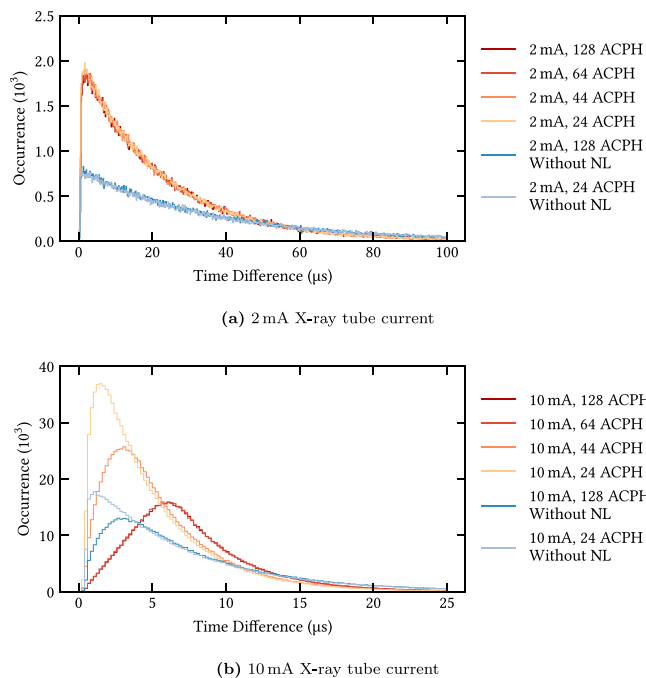 2.5
2.0
1.5
1.0
0.5
0.0
Occurrence (10³)
0
20
40
60
80
100
Time Difference (µs)
2 mA, 128 ACPH
2 mA, 64 ACPH
2 mA, 44 ACPH
2 mA, 24 ACPH
2 mA, 128 ACPH
Without NL
2 mA, 24 ACPH
Without NL
(a) 2 mA X-ray tube current
40
30
20
10
0
Occurrence (10³)
0
5
10
15
20
25
Time Difference (µs)
10 mA, 128 ACPH
10 mA, 64 ACPH
10 mA, 44 ACPH
10 mA, 24 ACPH
10 mA, 128 ACPH
Without NL
10 mA, 24 ACPH
Without NL
(b) 10 mA X-ray tube current